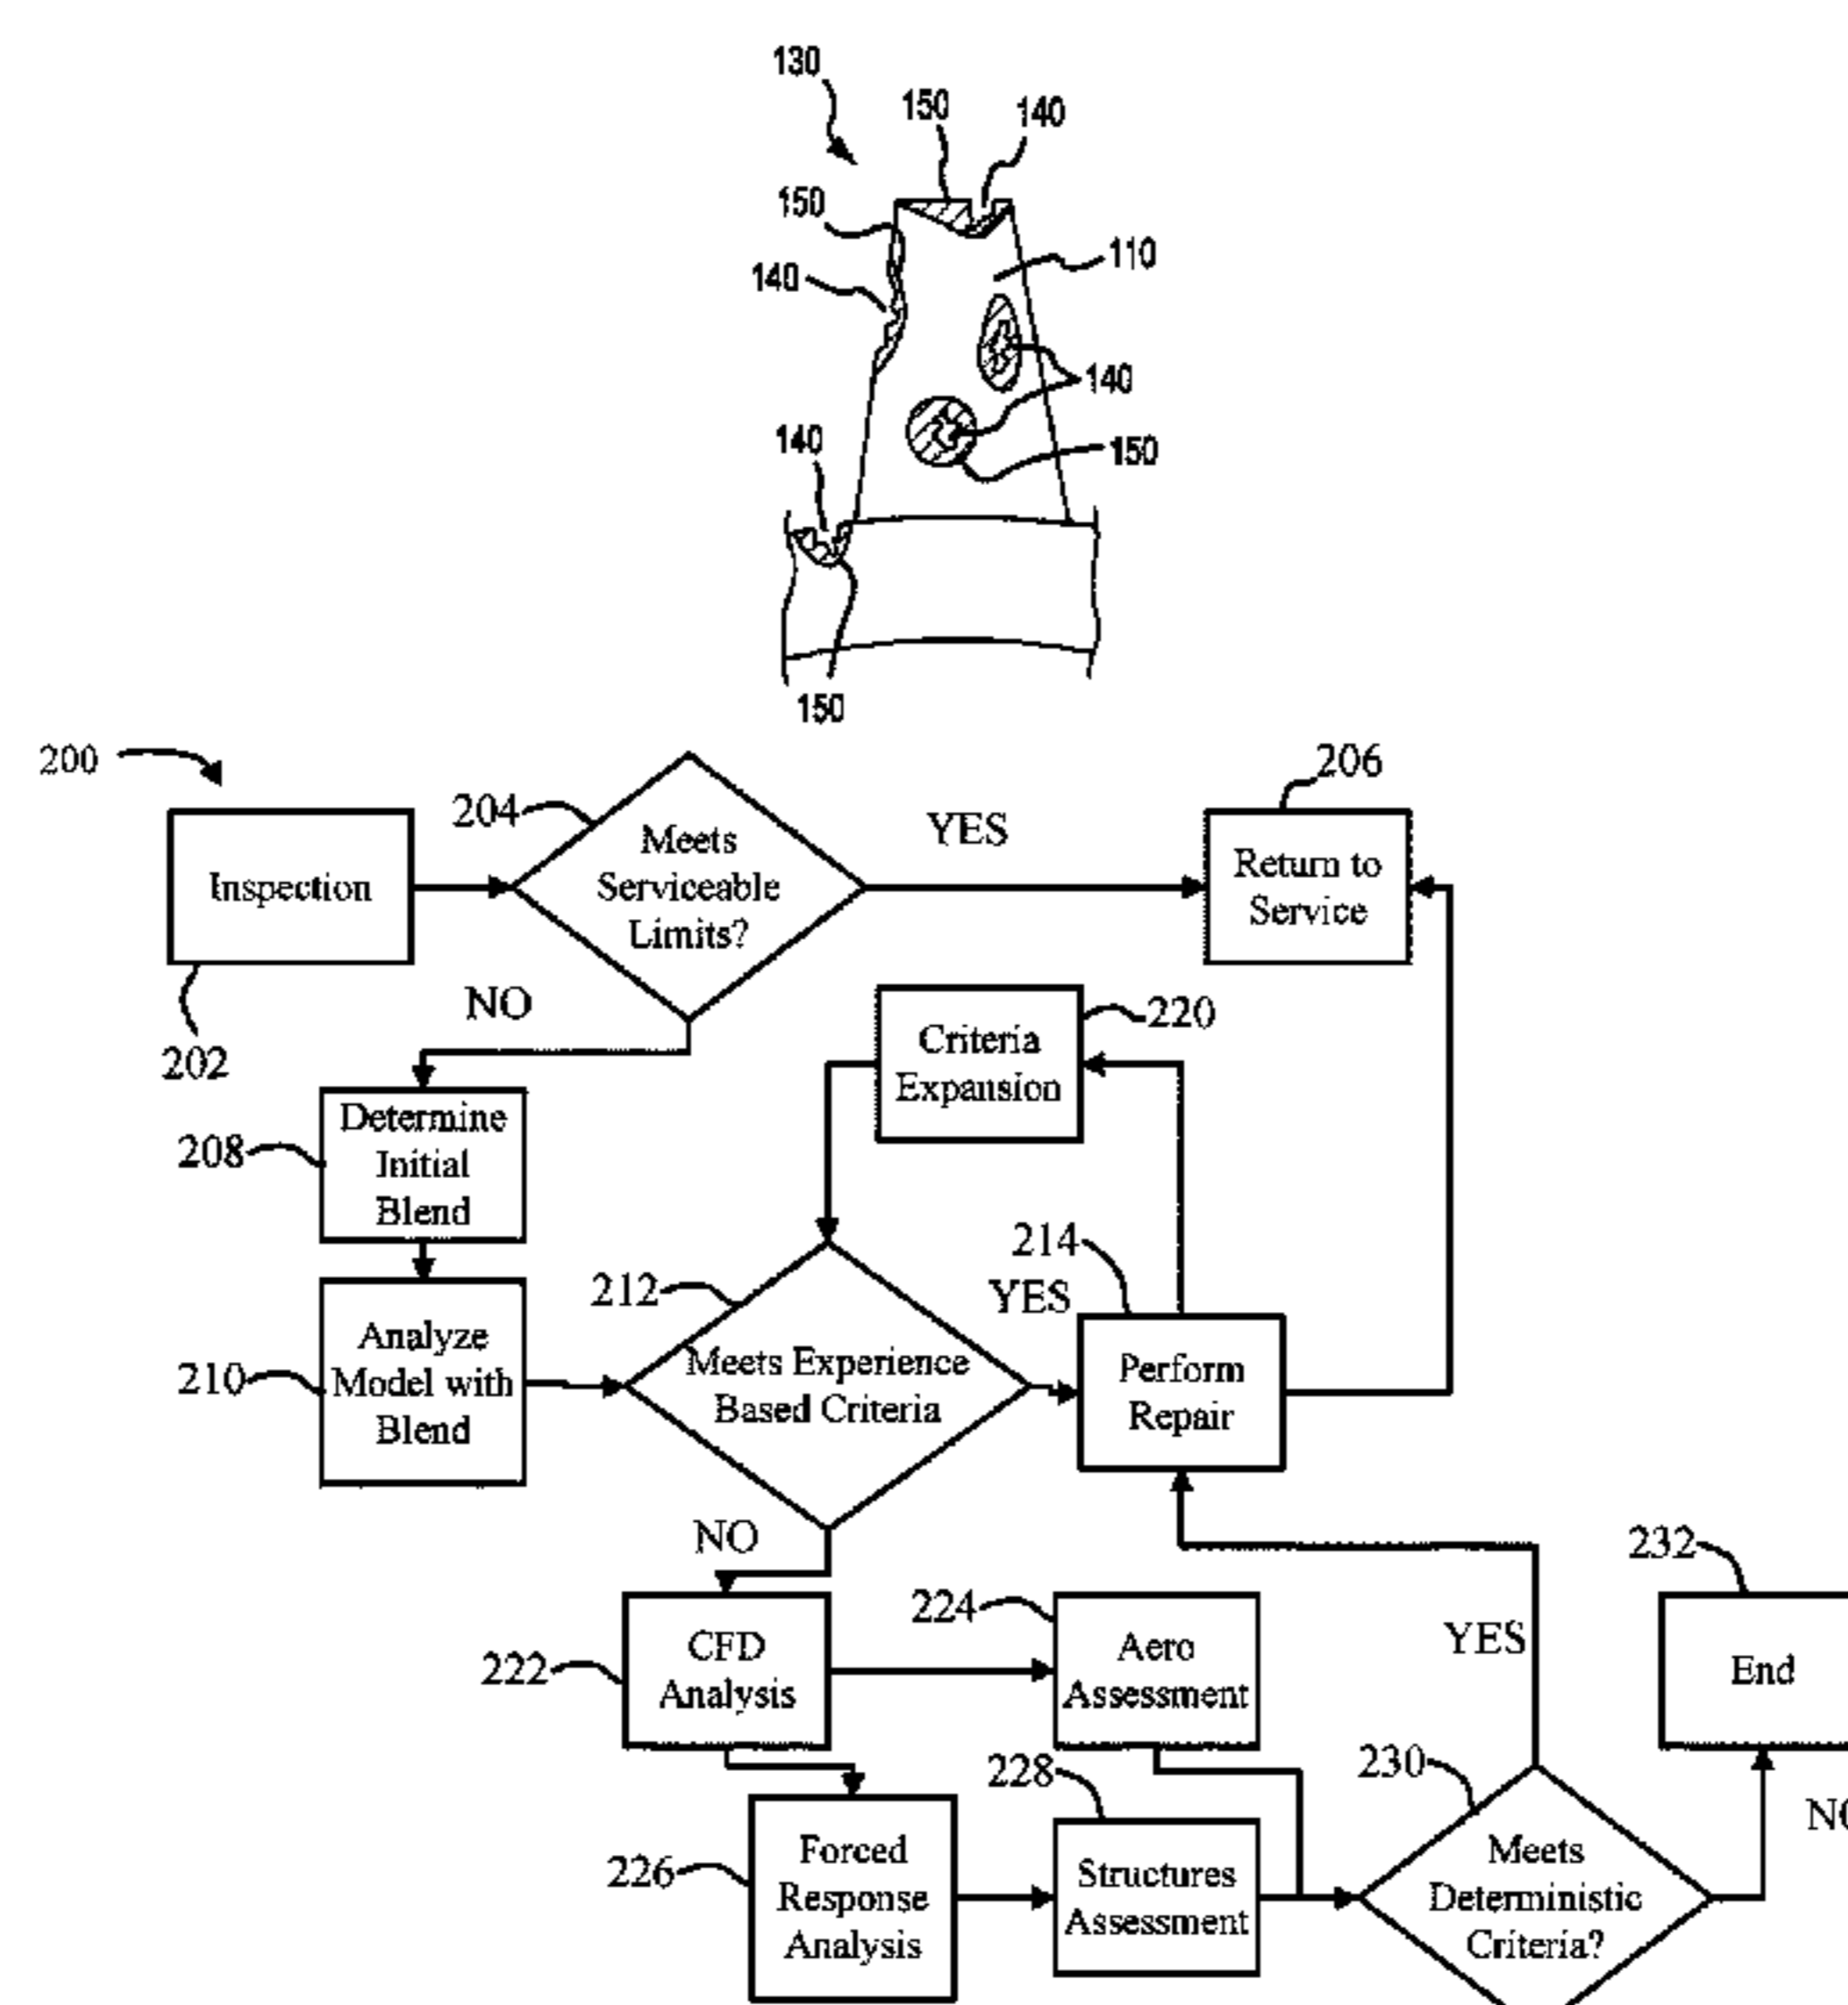 130
150
140
150
140
110
140
140
150
140
150
200
204
YES
206
Meets
Serviceable
Limits?
Inspection
Return to
Service
202
NO
220
Criteria
Expansion
208
Determine
Initial
Blend
214
212
YES
210
Analyze
Model with
Blend
Meets Experience
Based Criteria
Perform
Repair
NO
232
224
YES
222
CFD
Analysis
Aero
Assessment
End
228
230
226
Forced
Response
Analysis
Structures
Assessment
Meets
Deterministic
Criteria?